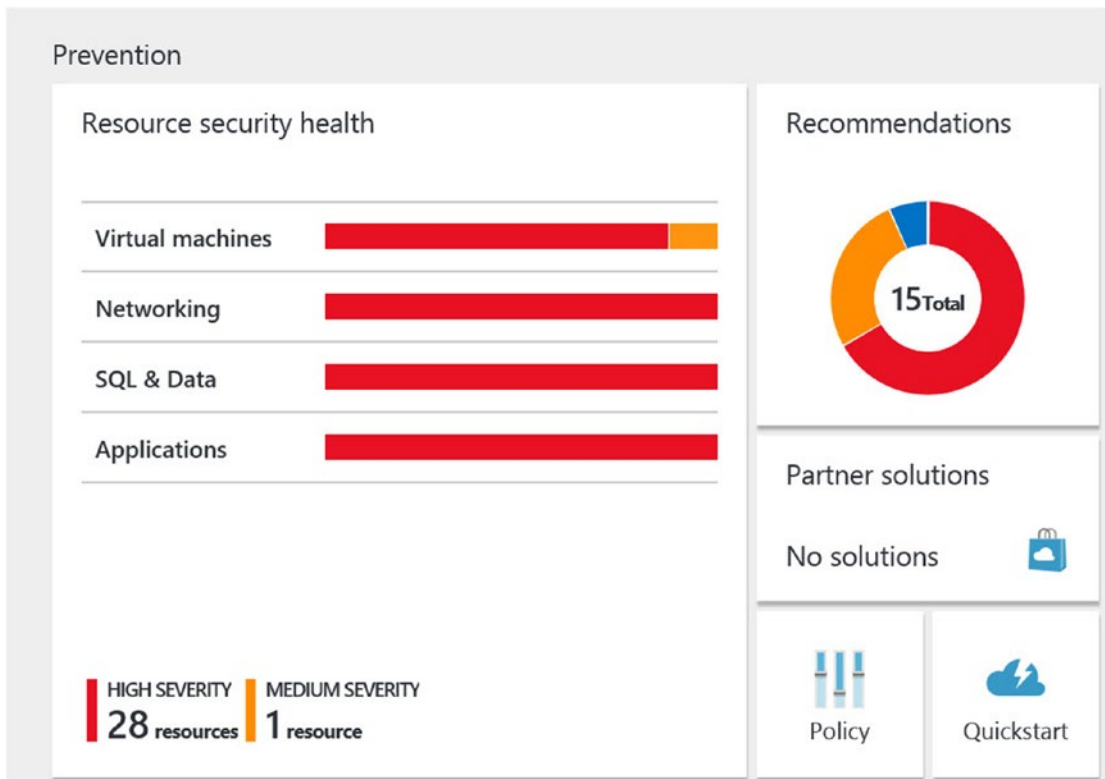 Prevention
Resource security health
Virtual machines
Networking
SQL & Data
Applications
HIGH SEVERITY
28 resources
MEDIUM SEVERITY
1 resource
Recommendations
15Total
Partner solutions
No solutions
Policy
Quickstart